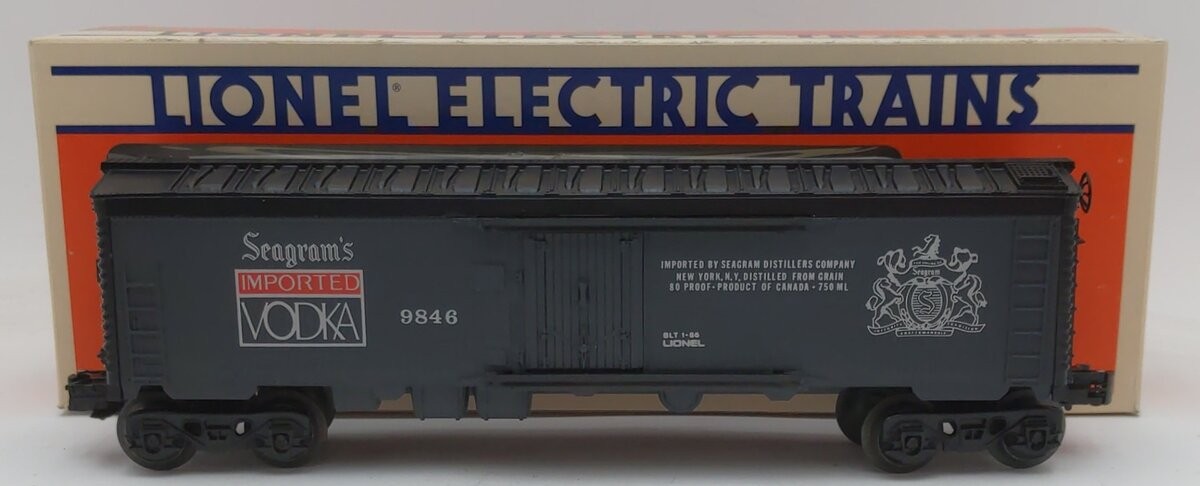 LIONEL® ELECTRIC TRAINS
Seagram's
IMPORTED
VODKA
9846
IMPORTED BY SEAGRAM DISTILLERS COMPANY
NEW YORK, N.Y. DISTILLED FROM GRAIN
80 PROOF - PRODUCT OF CANADA - 750 ML
BLT 1-86
LIONEL
Seagram
S